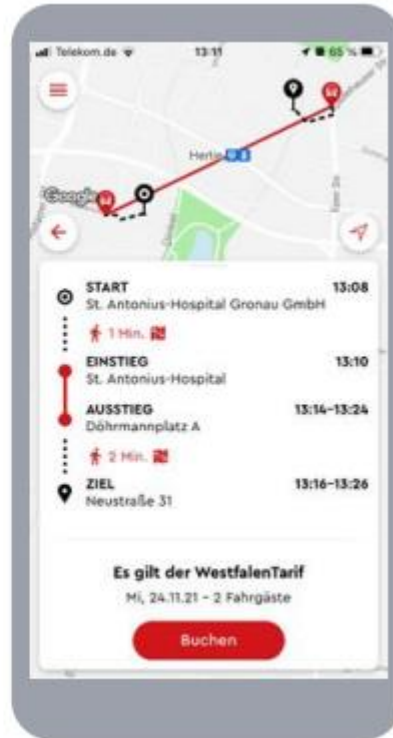 Telekom.de
13:11
65 %
Hertie
Google
START 13:08
St. Antonius-Hospital Gronau GmbH
1 Min.
EINSTIEG 13:10
St. Antonius-Hospital
AUSSTIEG 13:14-13:24
Döhrmannplatz A
2 Min.
ZIEL 13:16-13:26
Neustraße 31
Es gilt der WestfalenTarif
Mi, 24.11.21 - 2 Fahrgäste
Buchen